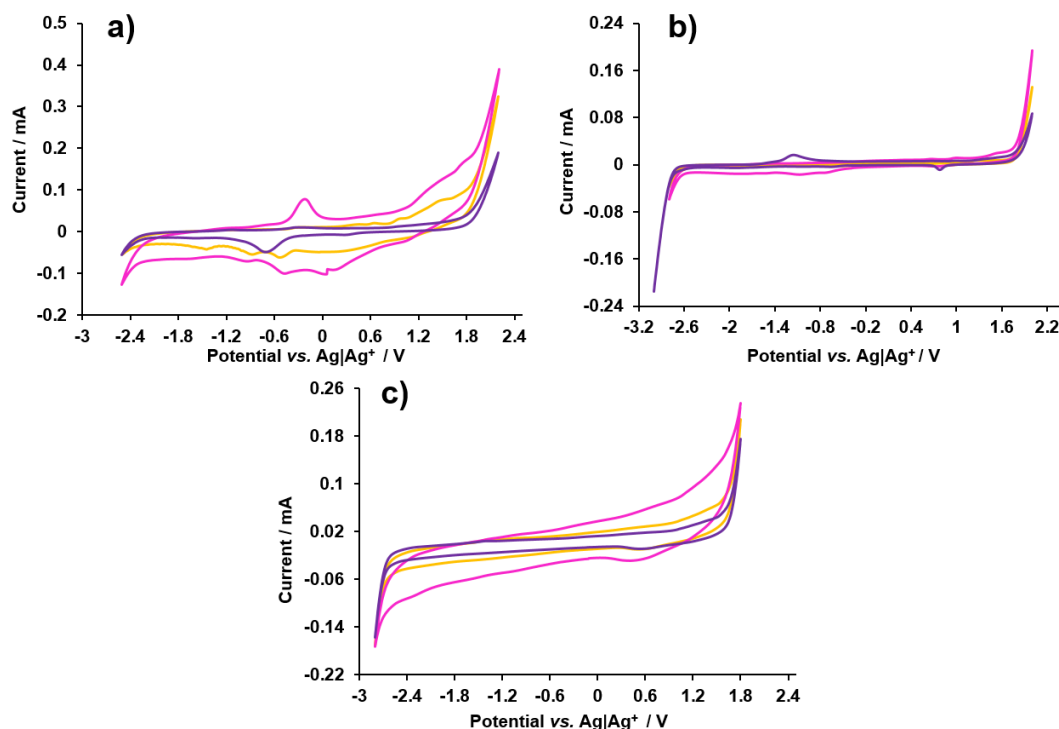 a)
0.5
0.4
0.3
0.2
0.1
0
-0.1
-0.2
Current / mA
-3 -2.4 -1.8 -1.2 -0.6 0 0.6 1.2 1.8 2.4
Potential vs. Ag|Ag⁺ / V
b)
0.24
0.16
0.08
0
-0.08
-0.16
-0.24
Current / mA
-3.2 -2.6 -2 -1.4 -0.8 -0.2 0.4 1 1.6 2.2
Potential vs. Ag|Ag⁺ / V
c)
0.26
0.18
0.1
0.02
-0.06
-0.14
-0.22
Current / mA
-3 -2.4 -1.8 -1.2 -0.6 0 0.6 1.2 1.8 2.4
Potential vs. Ag|Ag⁺ / V